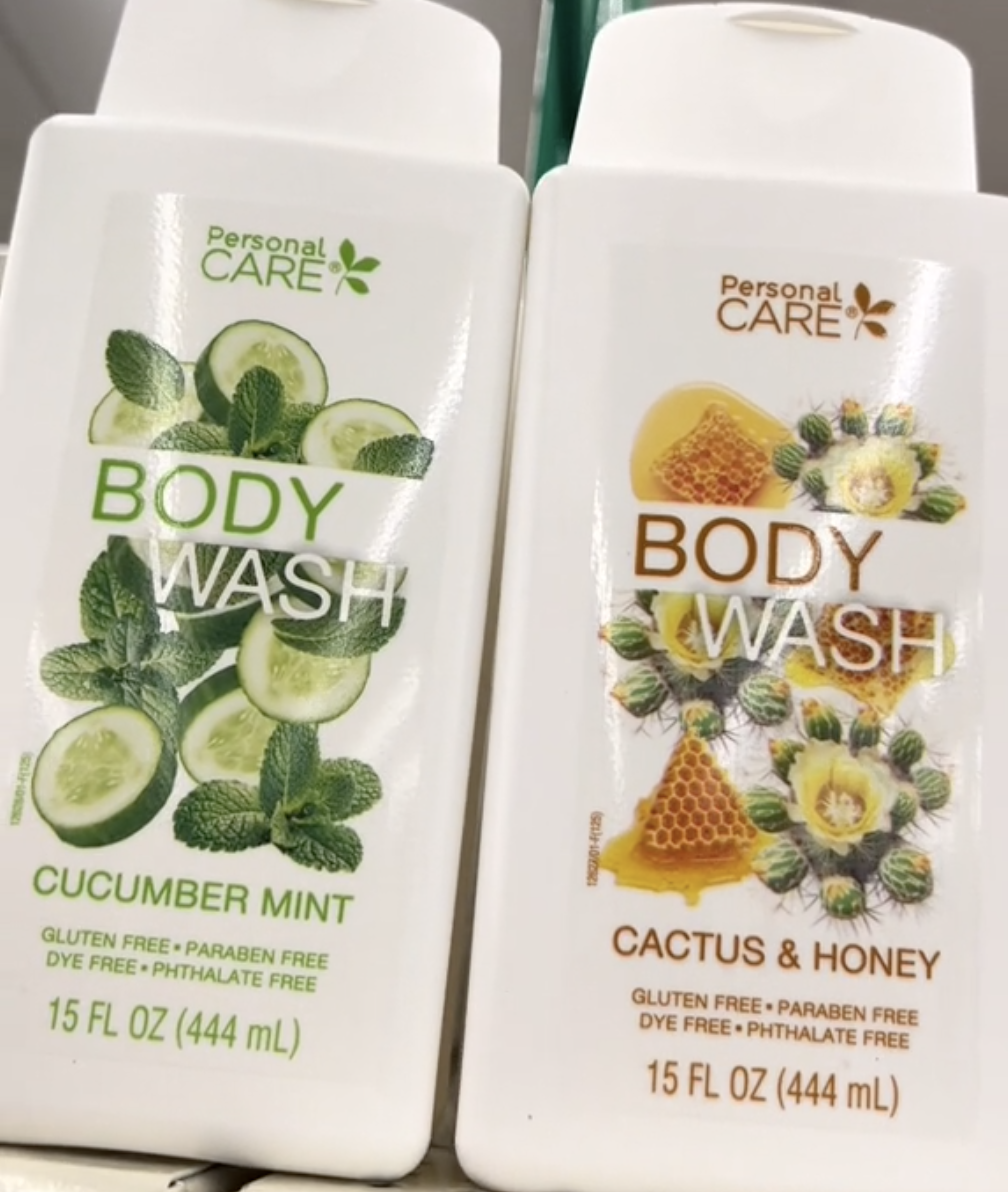 Personal
CARE®
BODY
WASH
CUCUMBER MINT
GLUTEN FREE • PARABEN FREE
DYE FREE • PHTHALATE FREE
15 FL OZ (444 mL)
Personal
CARE®
BODY
WASH
CACTUS & HONEY
GLUTEN FREE • PARABEN FREE
DYE FREE • PHTHALATE FREE
15 FL OZ (444 mL)